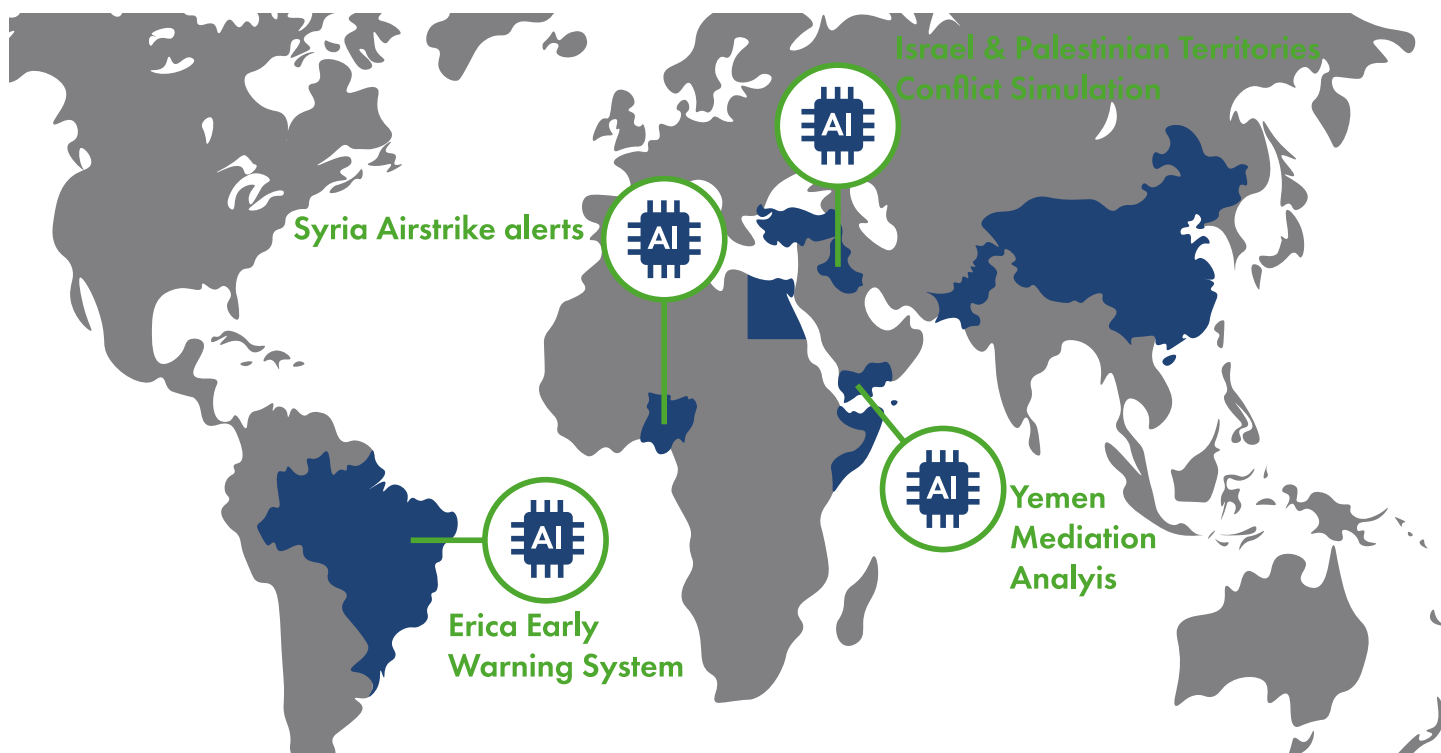 Israel & Palestinian Territories
Conflict Simulation
AI
Syria Airstrike alerts
AI
AI
Yemen
Mediation
Analyis
AI
Erica Early
Warning System